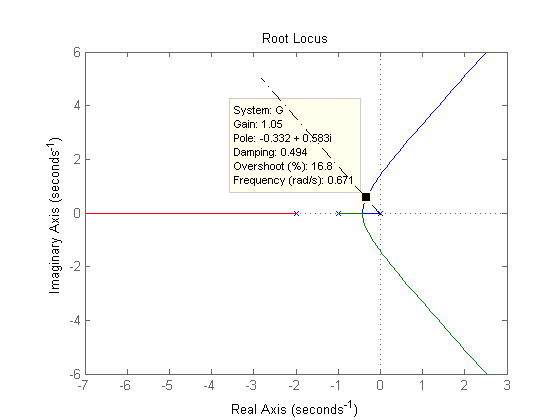 Root Locus
System: G
Gain: 1.05
Pole: -0.332 + 0.583i
Damping: 0.494
Overshoot (%): 16.8
Frequency (rad/s): 0.671
Imaginary Axis (seconds⁻¹)
6
4
2
0
-2
-4
-6
-7 -6 -5 -4 -3 -2 -1 0 1 2 3
Real Axis (seconds⁻¹)